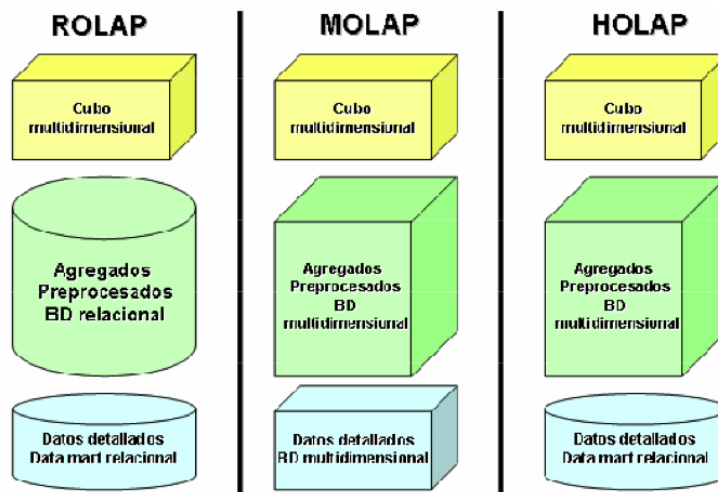 ROLAP
MOLAP
HOLAP
Cubo
multidimensional
Cubo
multidimensional
Cubo
multidimensional
Agregados
Preprocesados
BD relacional
Agregados
Preprocesados
BD
multidimensional
Agregados
Preprocesados
BD
multidimensional
Datos detallados
Data mart relacional
Datos detallados
BD multidimensional
Datos detallados
Data mart relacional